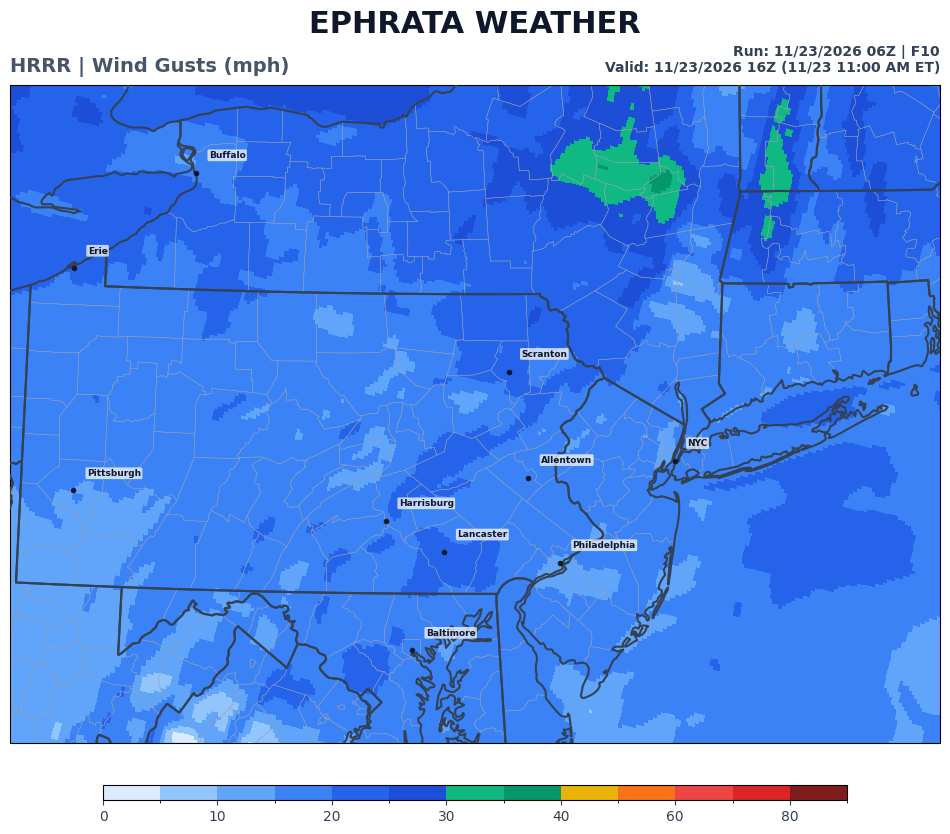 EPHRATA WEATHER
HRRR | Wind Gusts (mph)
Run: 11/23/2026 06Z | F10
Valid: 11/23/2026 16Z (11/23 11:00 AM ET)
Buffalo
Erie
Scranton
NYC
Allentown
Pittsburgh
Harrisburg
Lancaster
Philadelphia
Baltimore
0 10 20 30 40 50 60 70 80